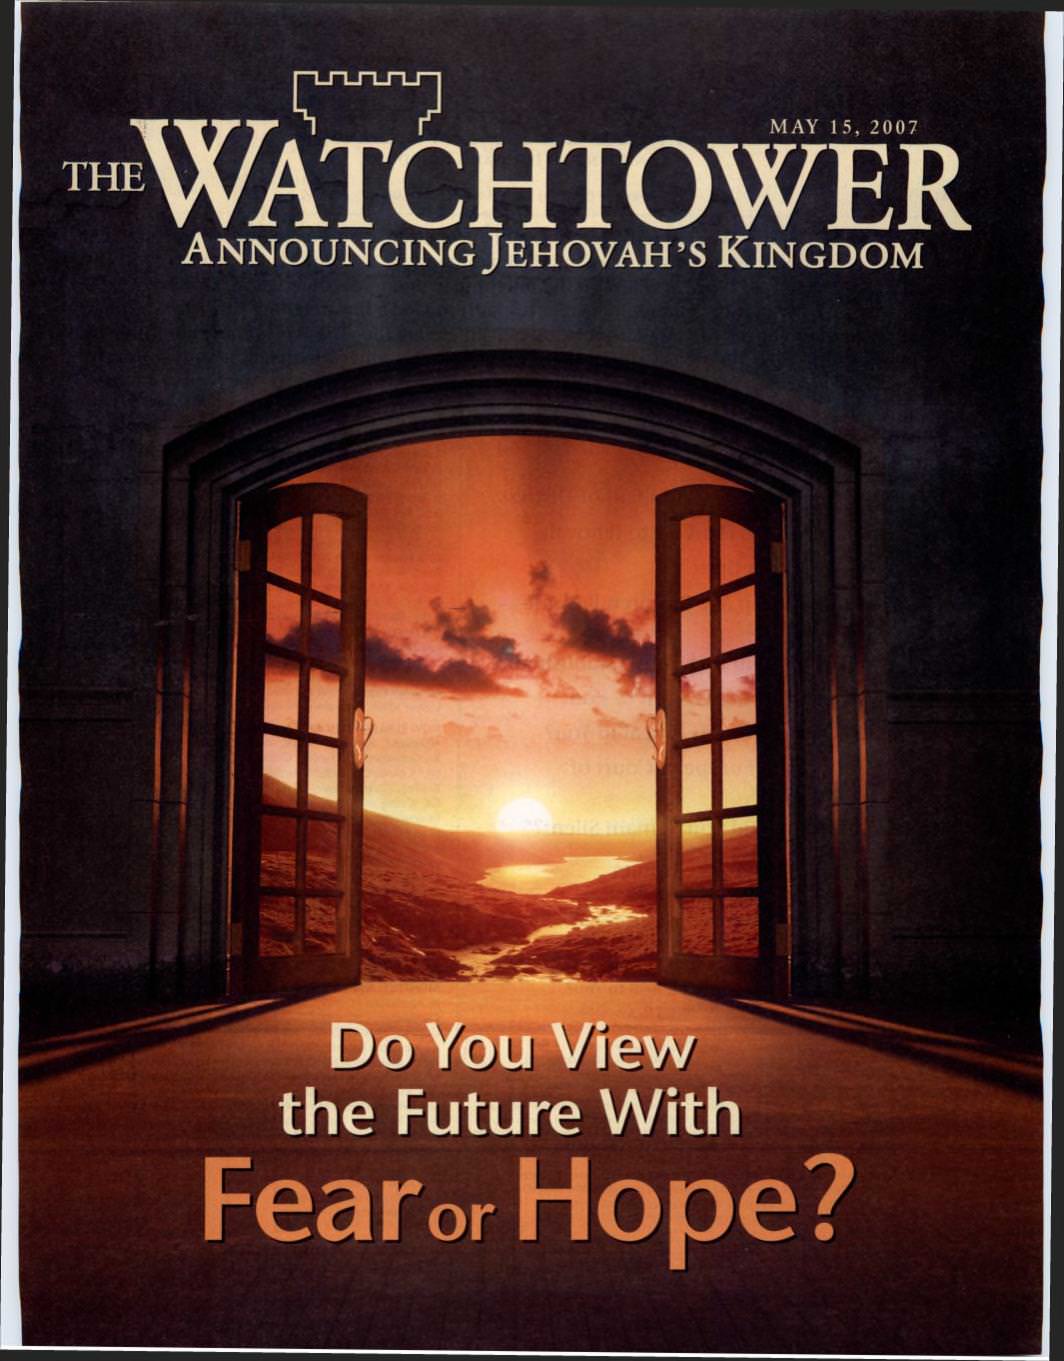 MAY 15, 2007
THE WATCHTOWER
ANNOUNCING JEHOVAH'S KINGDOM
Do You View
the Future With
Fear or Hope?